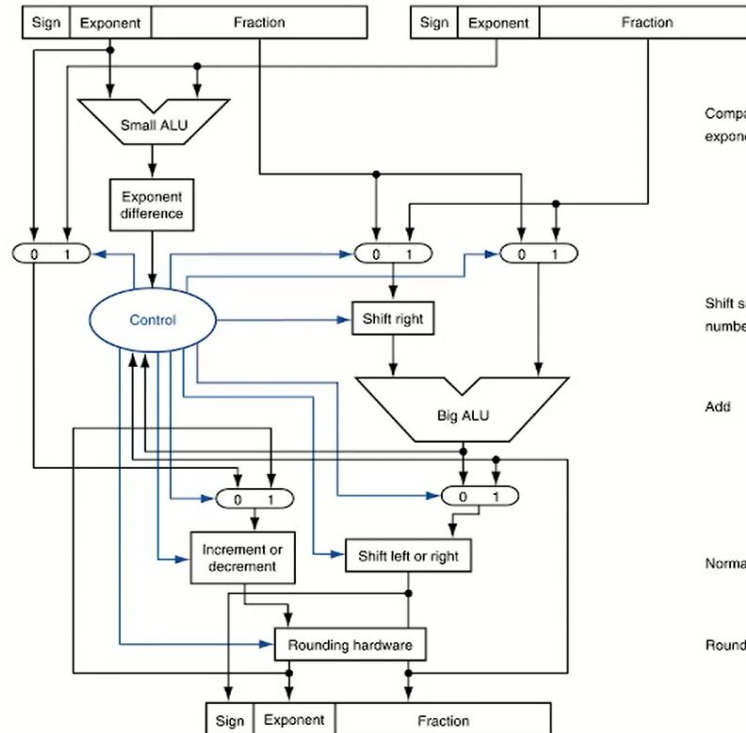 Sign Exponent Fraction Sign Exponent Fraction
Small ALU
Exponent
difference
0 1
0 1
0 1
Control
Shift right
Big ALU
Add
0 1
0 1
Increment or
decrement
Shift left or right
Rounding hardware
Round
Sign Exponent Fraction